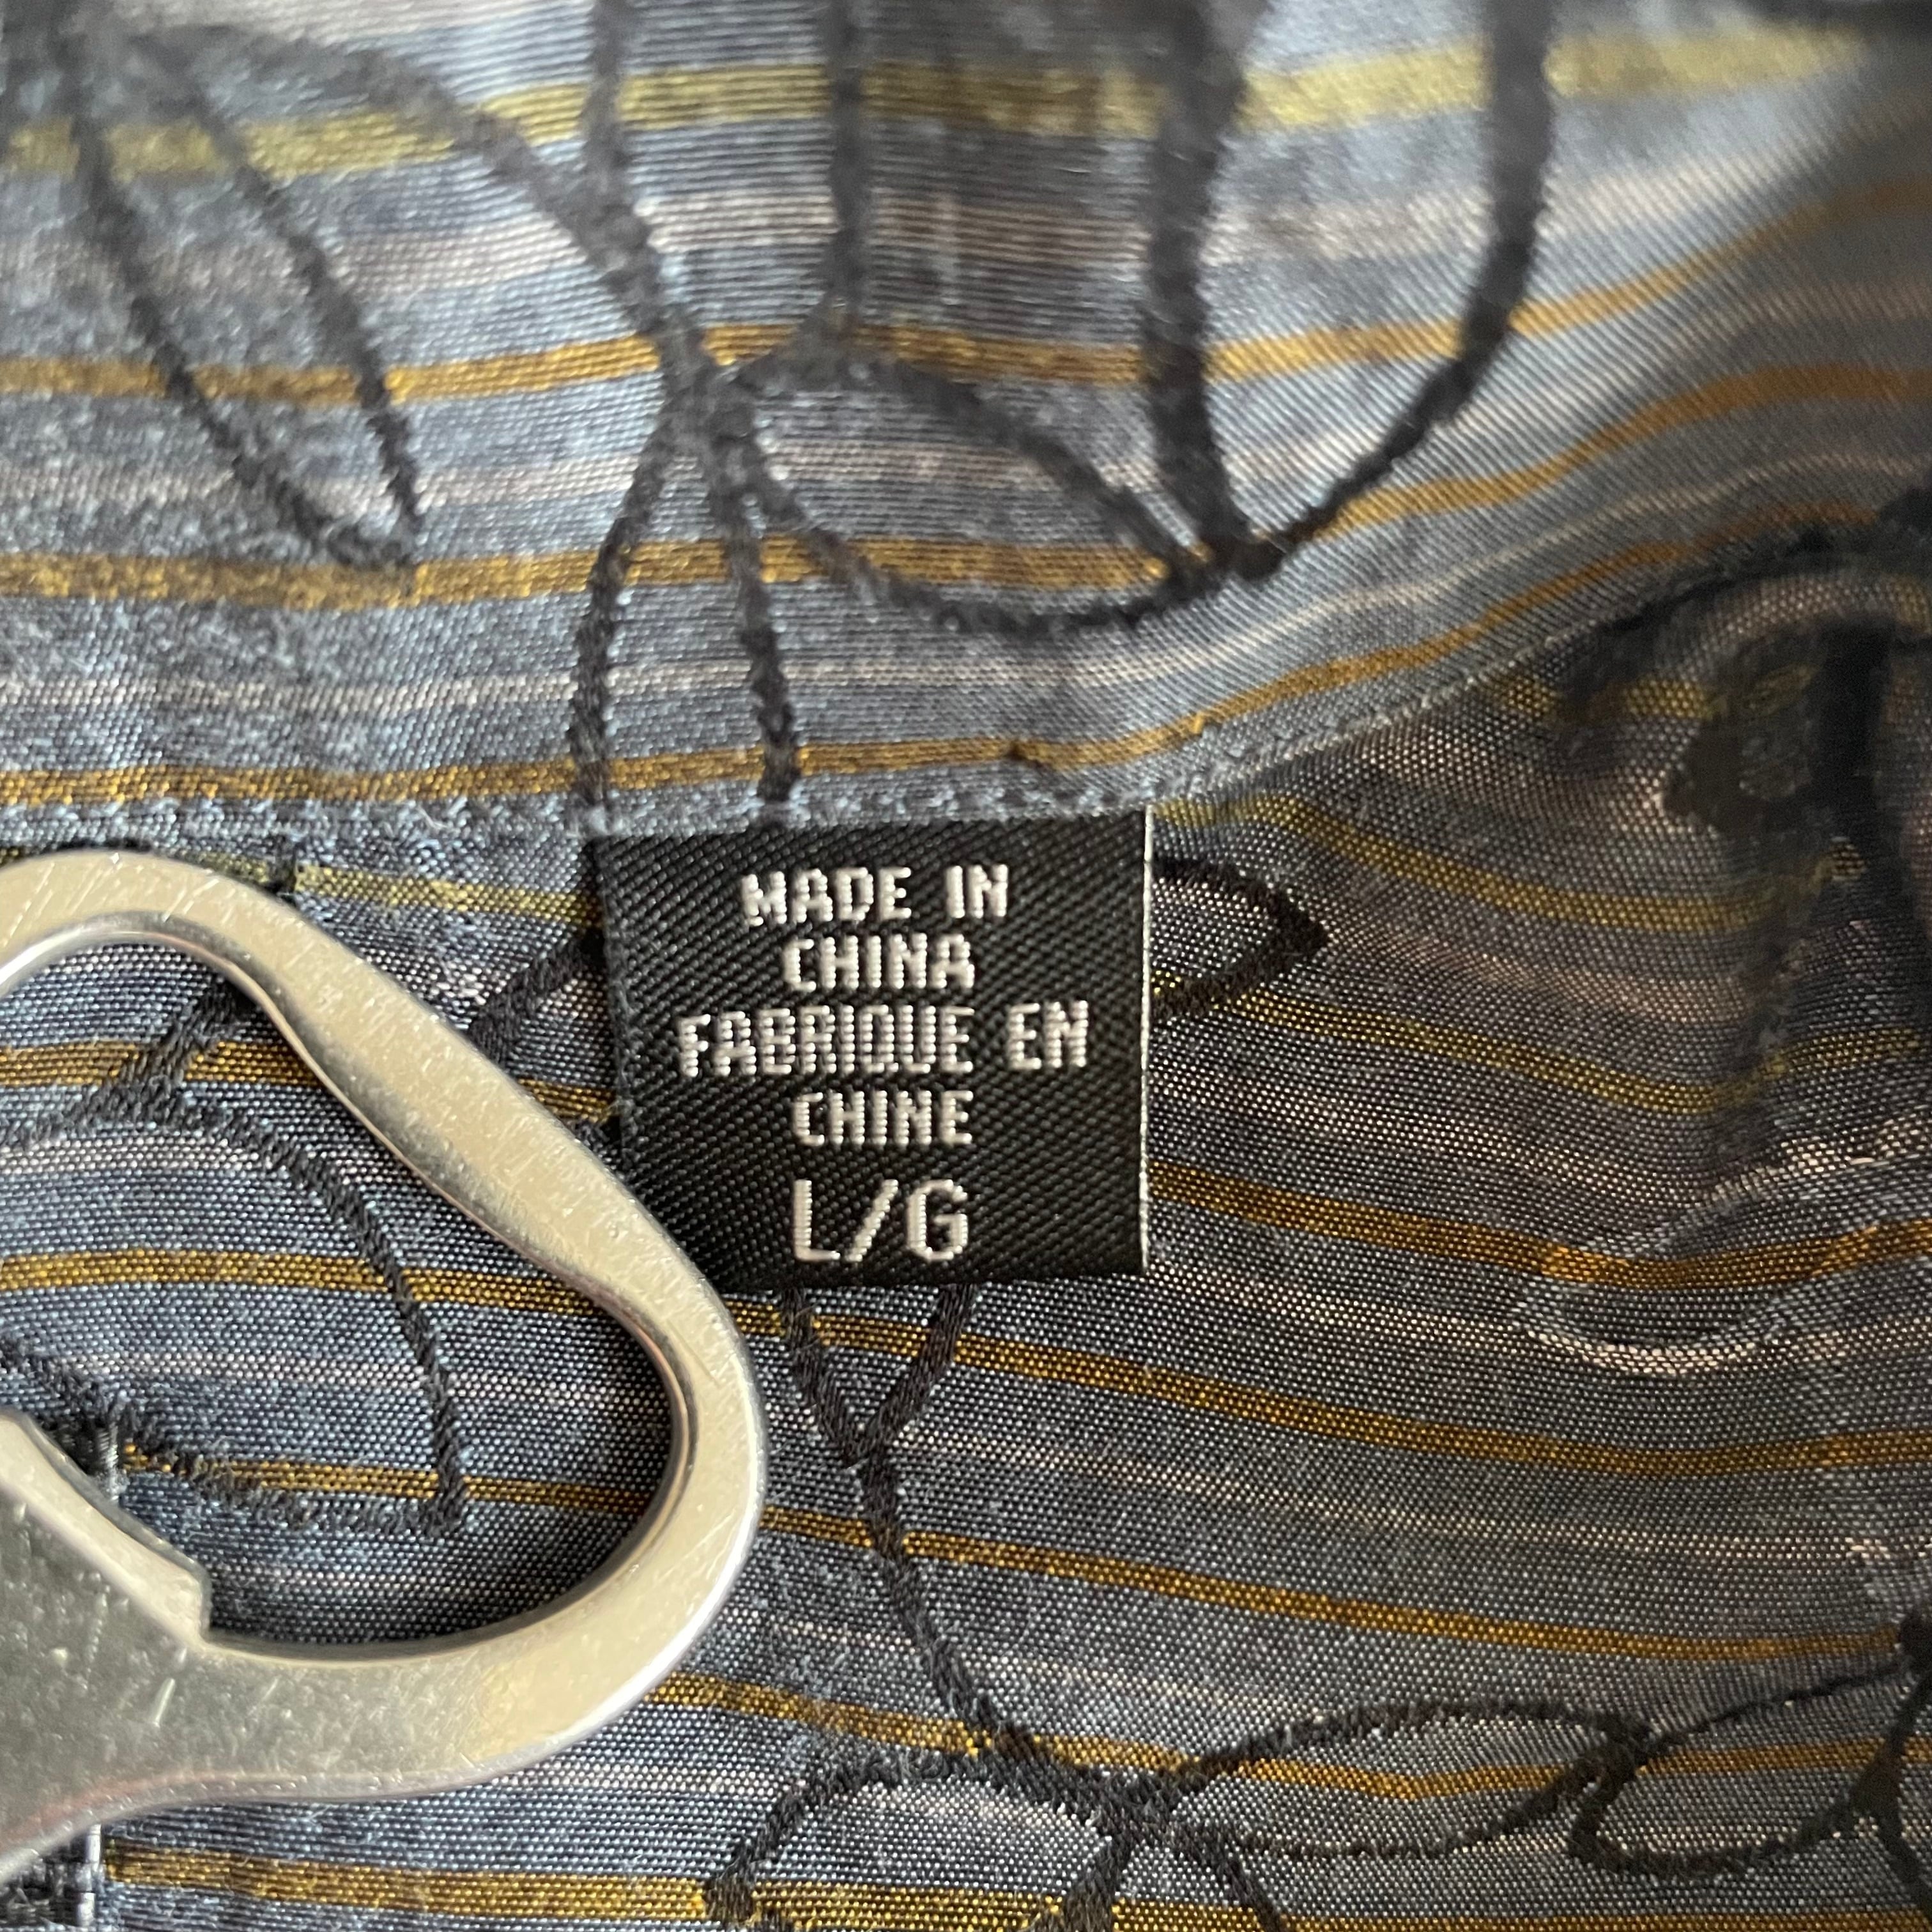 MADE IN
CHINA
FABRIQUE EN
CHINE
L/G